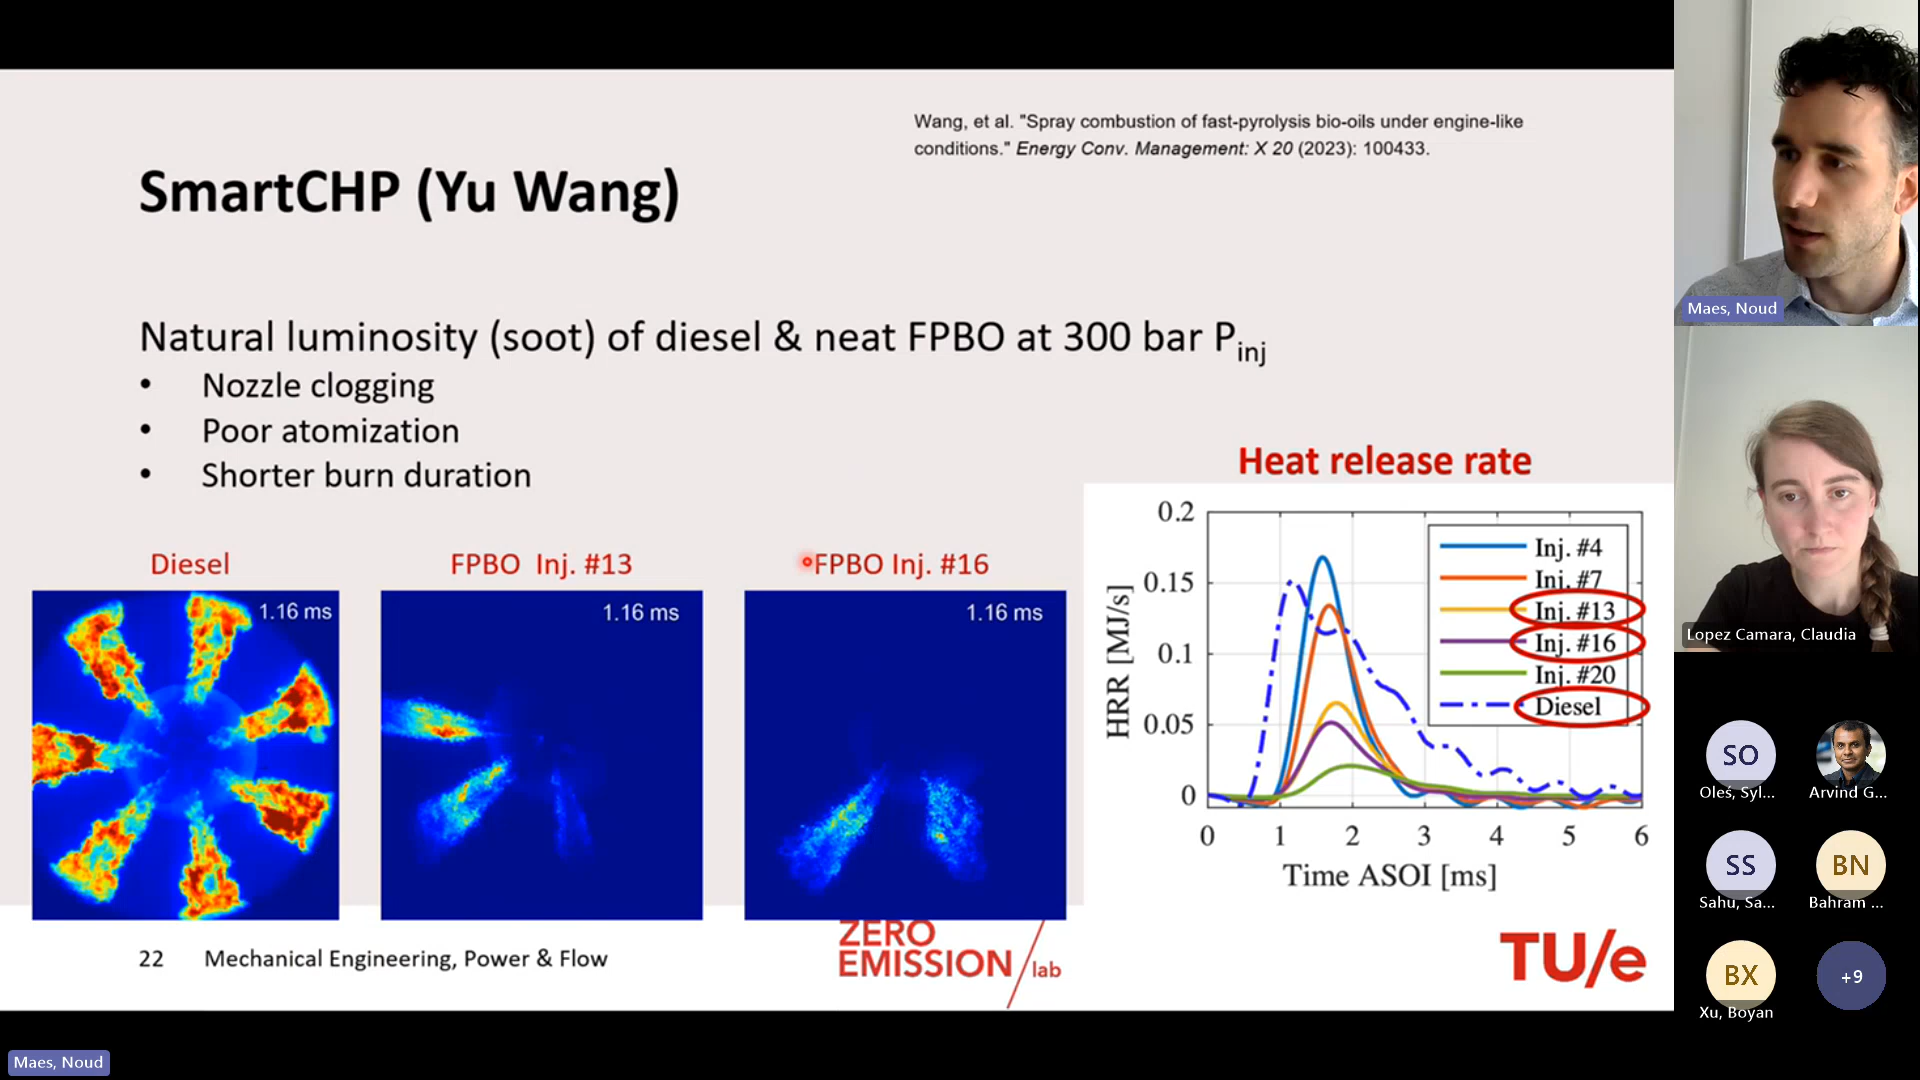 Wang, et al. "Spray combustion of fast-pyrolysis bio-oils under engine-like
conditions." Energy Conv. Management: X 20 (2023): 100433.
SmartCHP (Yu Wang)
Natural luminosity (soot) of diesel & neat FPBO at 300 bar Pinj
• Nozzle clogging
• Poor atomization
• Shorter burn duration
Diesel
1.16 ms
FPBO Inj. #13
1.16 ms
FPBO Inj. #16
1.16 ms
Heat release rate
HRR [MJ/s]
0.2
0.15
0.1
0.05
0
0 1 2 3 4 5 6
Time ASOI [ms]
Inj. #4
Inj. #7
Inj. #13
Inj. #16
Inj. #20
Diesel
22 Mechanical Engineering, Power & Flow
ZERO
EMISSION
lab
TU/e
Maes, Noud
Lopez Camara, Claudia
SO
Oleś, Syl...
Arvind G...
SS
Sahu, Sa...
BN
Bahram ...
BX
Xu, Boyan
+9
Maes, Noud